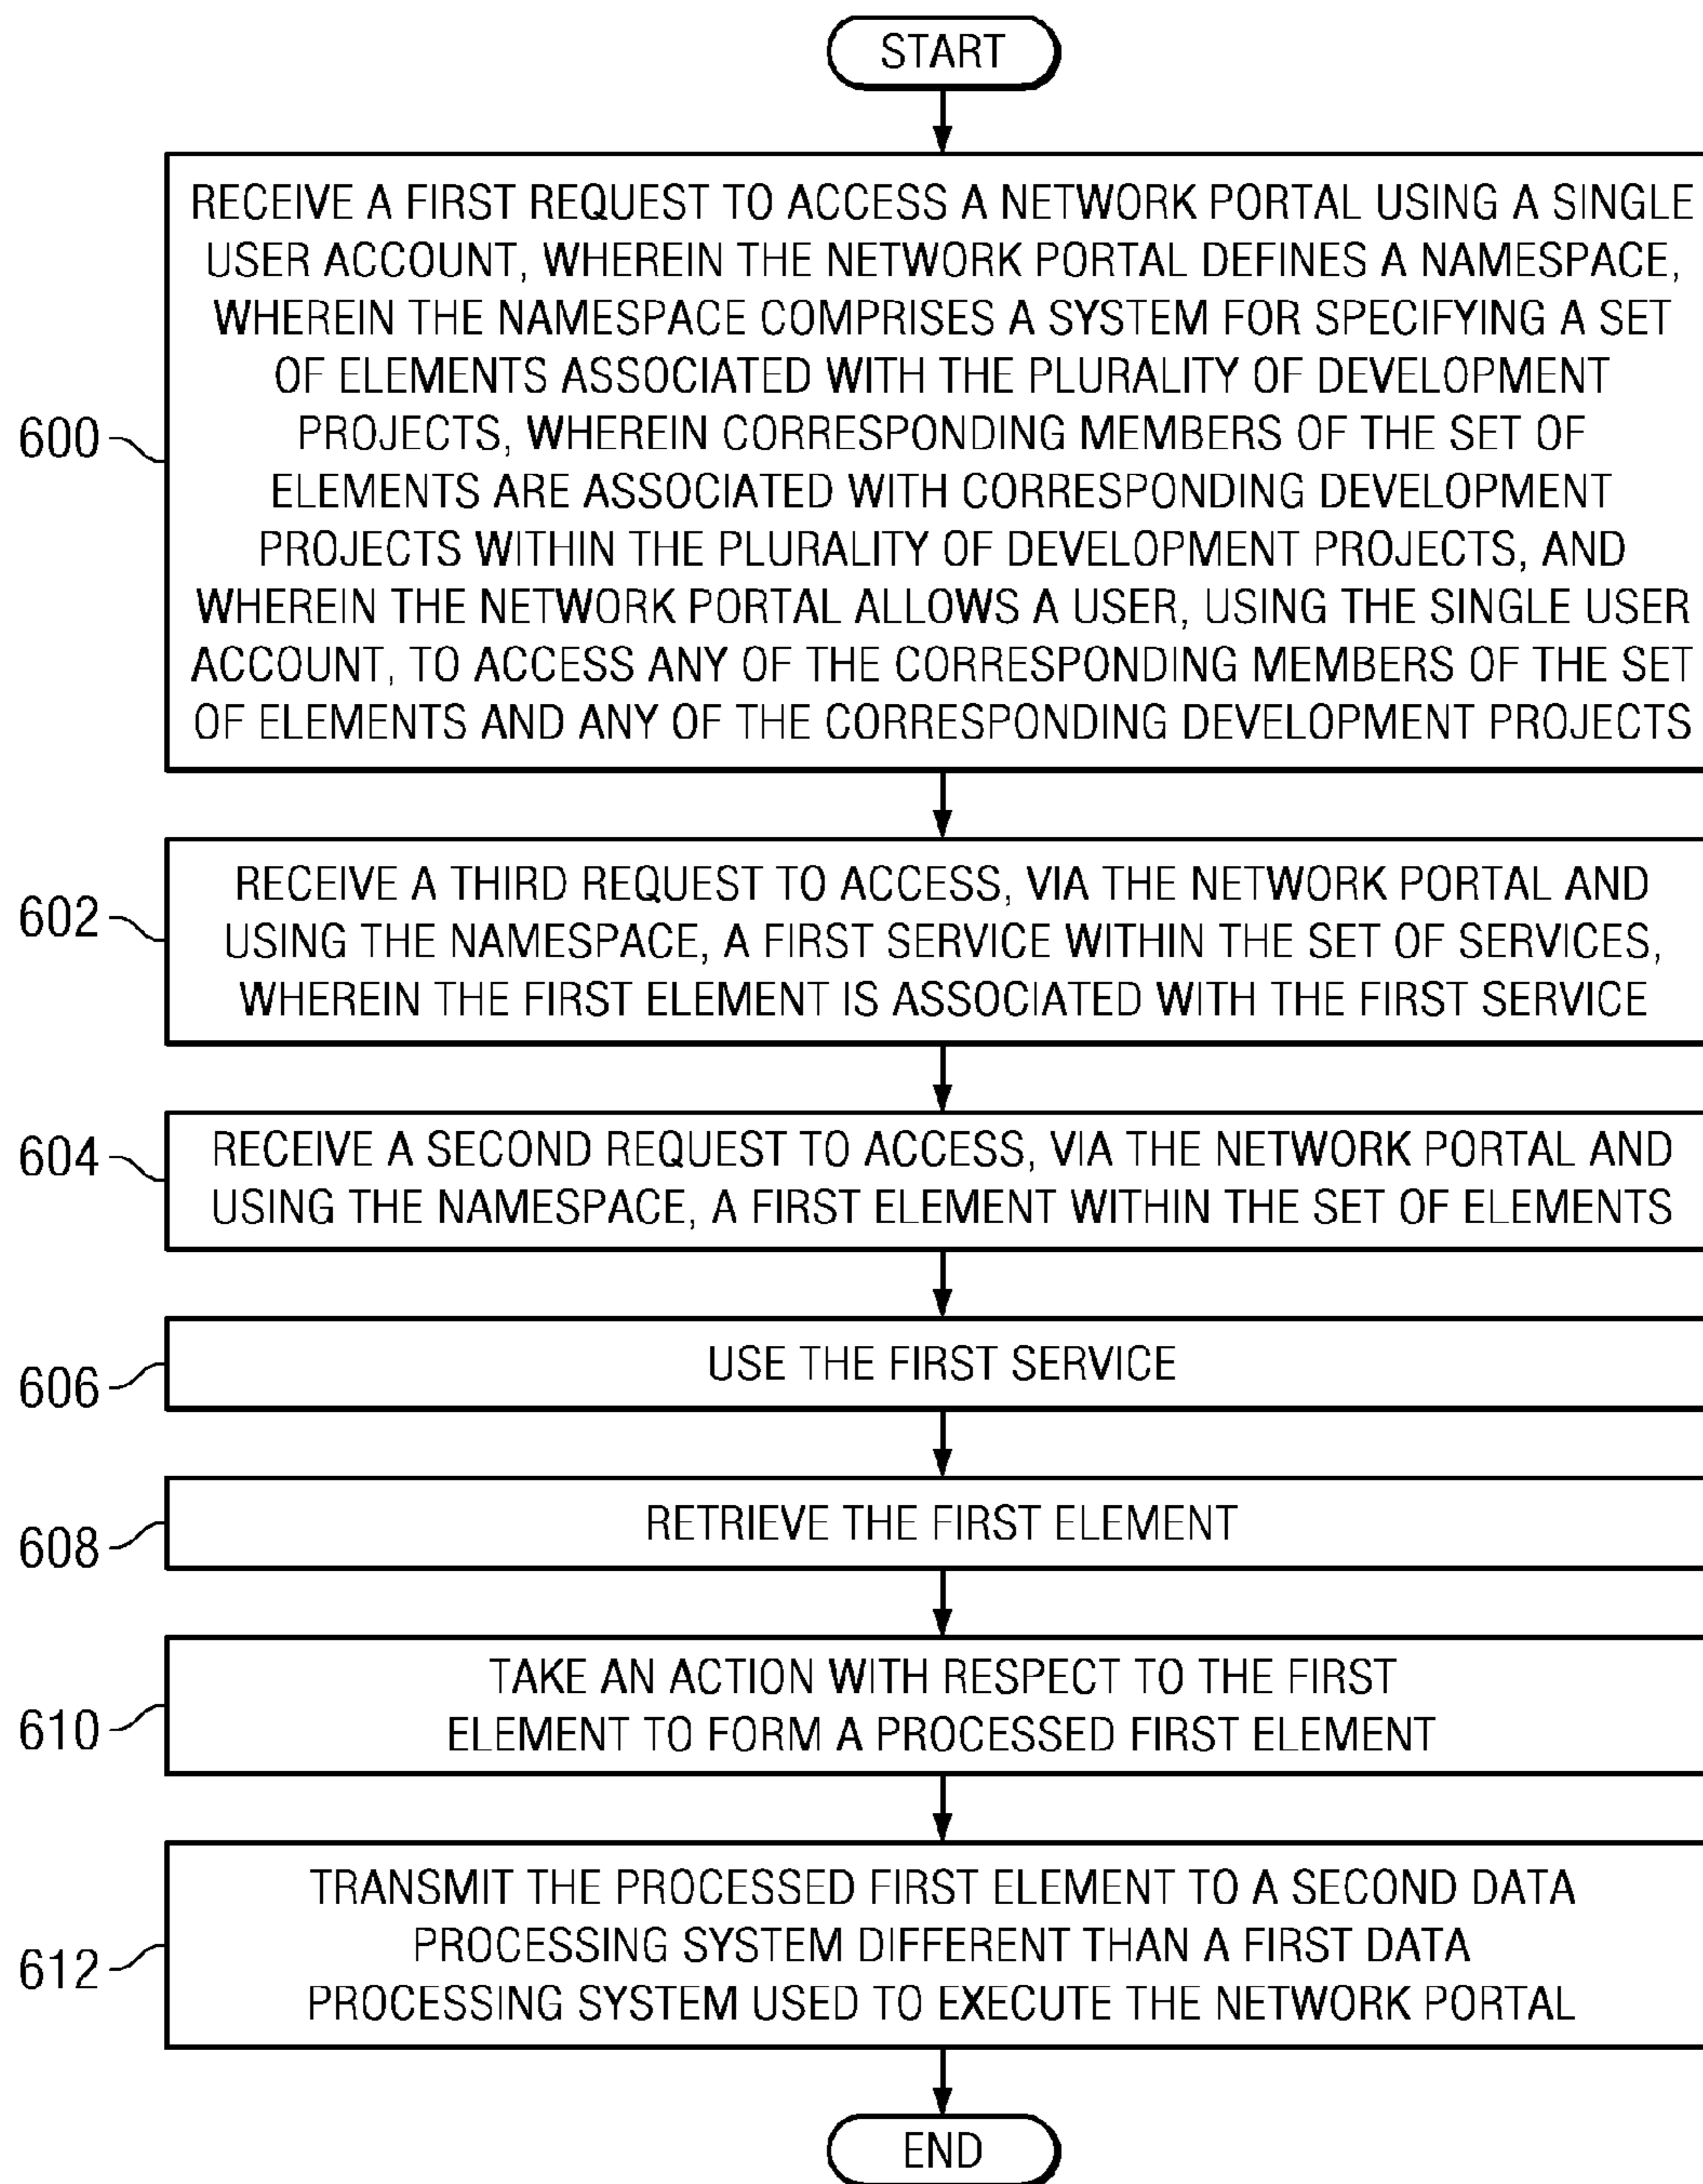 START
RECEIVE A FIRST REQUEST TO ACCESS A NETWORK PORTAL USING A SINGLE
USER ACCOUNT, WHEREIN THE NETWORK PORTAL DEFINES A NAMESPACE,
WHEREIN THE NAMESPACE COMPRISES A SYSTEM FOR SPECIFYING A SET
OF ELEMENTS ASSOCIATED WITH THE PLURALITY OF DEVELOPMENT
PROJECTS, WHEREIN CORRESPONDING MEMBERS OF THE SET OF
ELEMENTS ARE ASSOCIATED WITH CORRESPONDING DEVELOPMENT
PROJECTS WITHIN THE PLURALITY OF DEVELOPMENT PROJECTS, AND
WHEREIN THE NETWORK PORTAL ALLOWS A USER, USING THE SINGLE USER
ACCOUNT, TO ACCESS ANY OF THE CORRESPONDING MEMBERS OF THE SET
OF ELEMENTS AND ANY OF THE CORRESPONDING DEVELOPMENT PROJECTS
600
RECEIVE A THIRD REQUEST TO ACCESS, VIA THE NETWORK PORTAL AND
USING THE NAMESPACE, A FIRST SERVICE WITHIN THE SET OF SERVICES,
WHEREIN THE FIRST ELEMENT IS ASSOCIATED WITH THE FIRST SERVICE
602
RECEIVE A SECOND REQUEST TO ACCESS, VIA THE NETWORK PORTAL AND
USING THE NAMESPACE, A FIRST ELEMENT WITHIN THE SET OF ELEMENTS
604
USE THE FIRST SERVICE
606
RETRIEVE THE FIRST ELEMENT
608
TAKE AN ACTION WITH RESPECT TO THE FIRST
ELEMENT TO FORM A PROCESSED FIRST ELEMENT
610
TRANSMIT THE PROCESSED FIRST ELEMENT TO A SECOND DATA
PROCESSING SYSTEM DIFFERENT THAN A FIRST DATA
PROCESSING SYSTEM USED TO EXECUTE THE NETWORK PORTAL
612
END